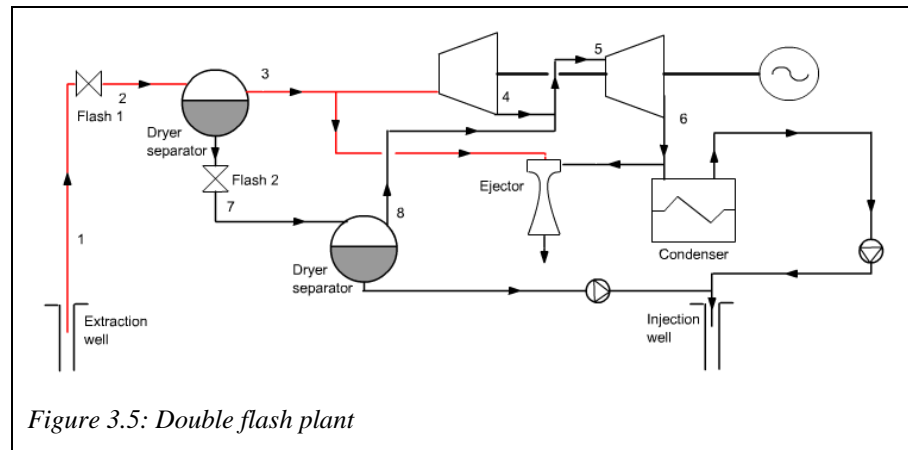 3
5
2
4
Flash 1
6
Dryer
separator
Flash 2
Ejector
7
8
Condenser
1
Dryer
separator
Extraction
well
Injection
well
Figure 3.5: Double flash plant